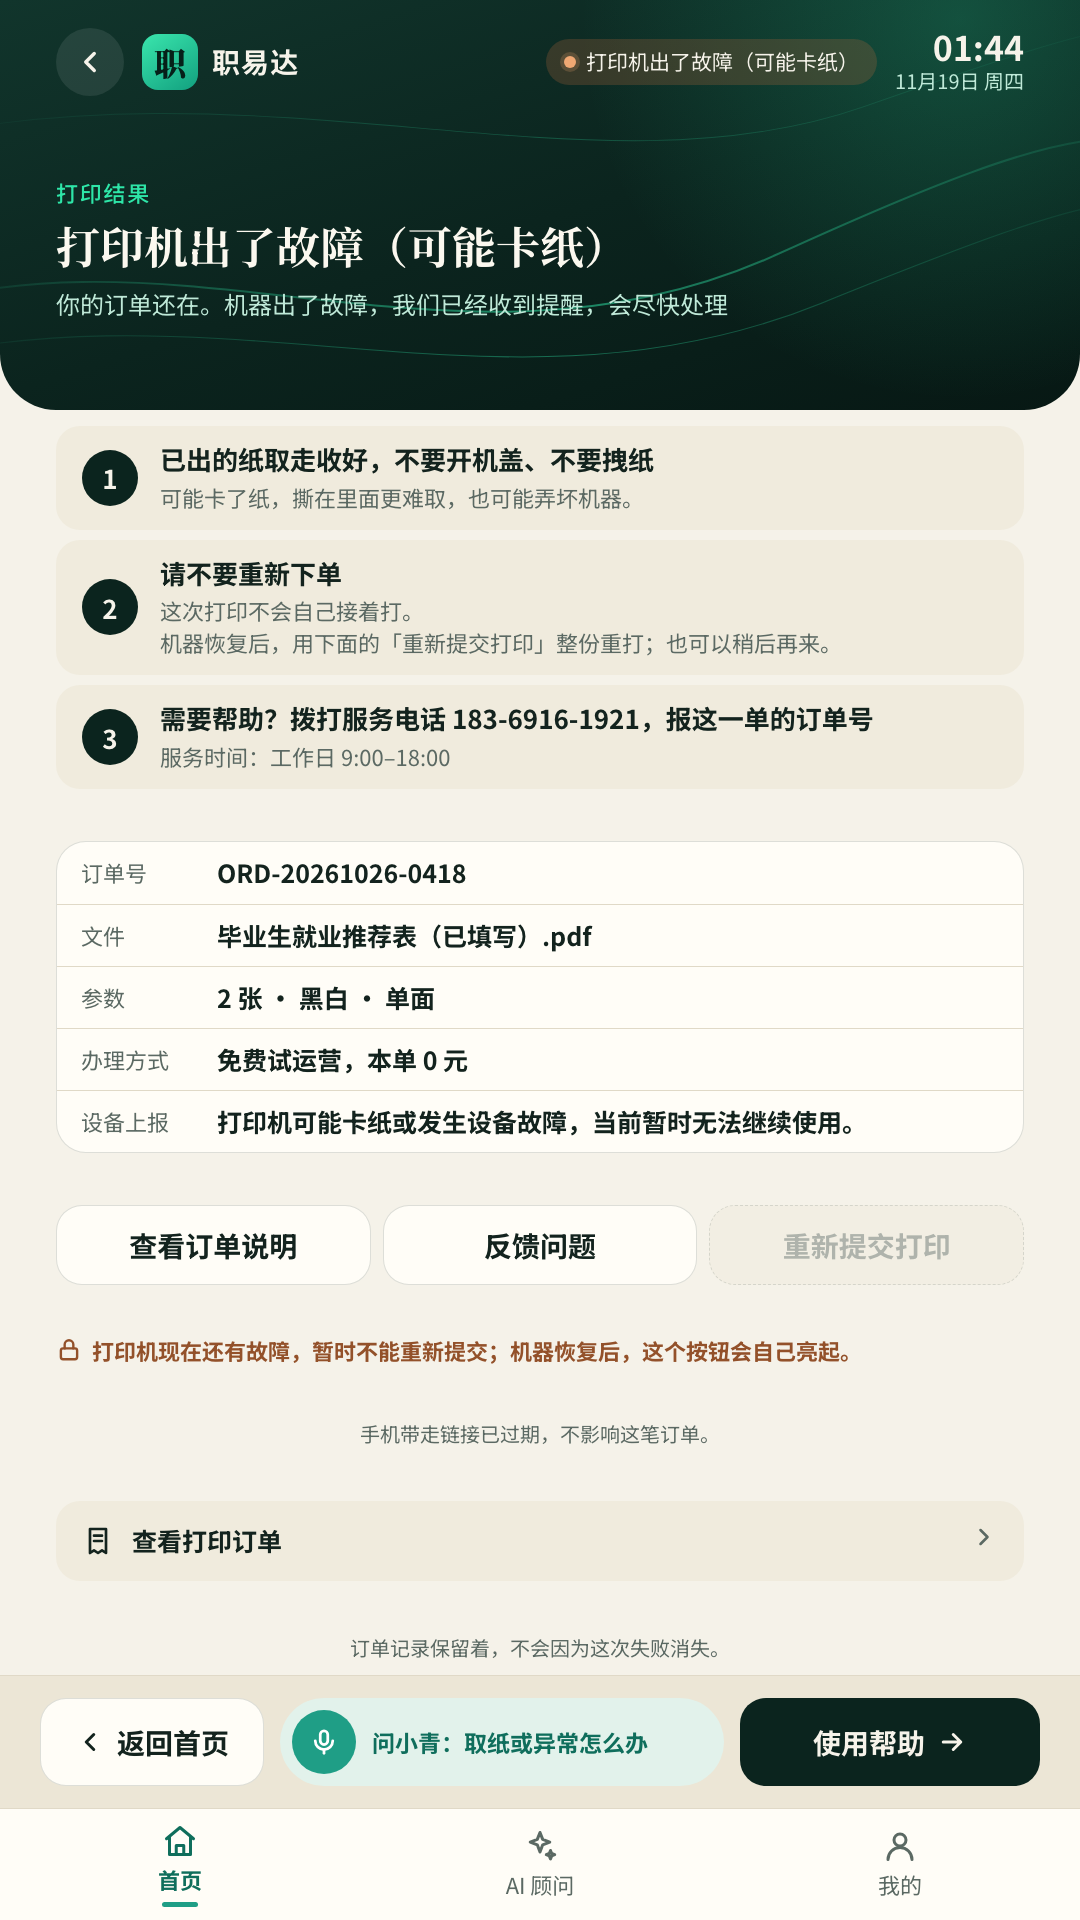 职 职易达
打印机出了故障（可能卡纸）
01:44
11月19日 周四
打印结果
打印机出了故障（可能卡纸）
你的订单还在。机器出了故障，我们已经收到提醒，会尽快处理
1
已出的纸取走收好，不要开机盖、不要拽纸
可能卡了纸，撕在里面更难取，也可能弄坏机器。
2
请不要重新下单
这次打印不会自己接着打。
机器恢复后，用下面的「重新提交打印」整份重打；也可以稍后再来。
3
需要帮助？拨打服务电话 183-6916-1921，报这一单的订单号
服务时间：工作日 9:00–18:00
订单号 ORD-20261026-0418
文件 毕业生就业推荐表（已填写）.pdf
参数 2 张 · 黑白 · 单面
办理方式 免费试运营，本单 0 元
设备上报 打印机可能卡纸或发生设备故障，当前暂时无法继续使用。
查看订单说明 反馈问题 重新提交打印
打印机现在还有故障，暂时不能重新提交；机器恢复后，这个按钮会自己亮起。
手机带走链接已过期，不影响这笔订单。
查看打印订单
订单记录保留着，不会因为这次失败消失。
返回首页 问小青：取纸或异常怎么办 使用帮助
首页 AI 顾问 我的